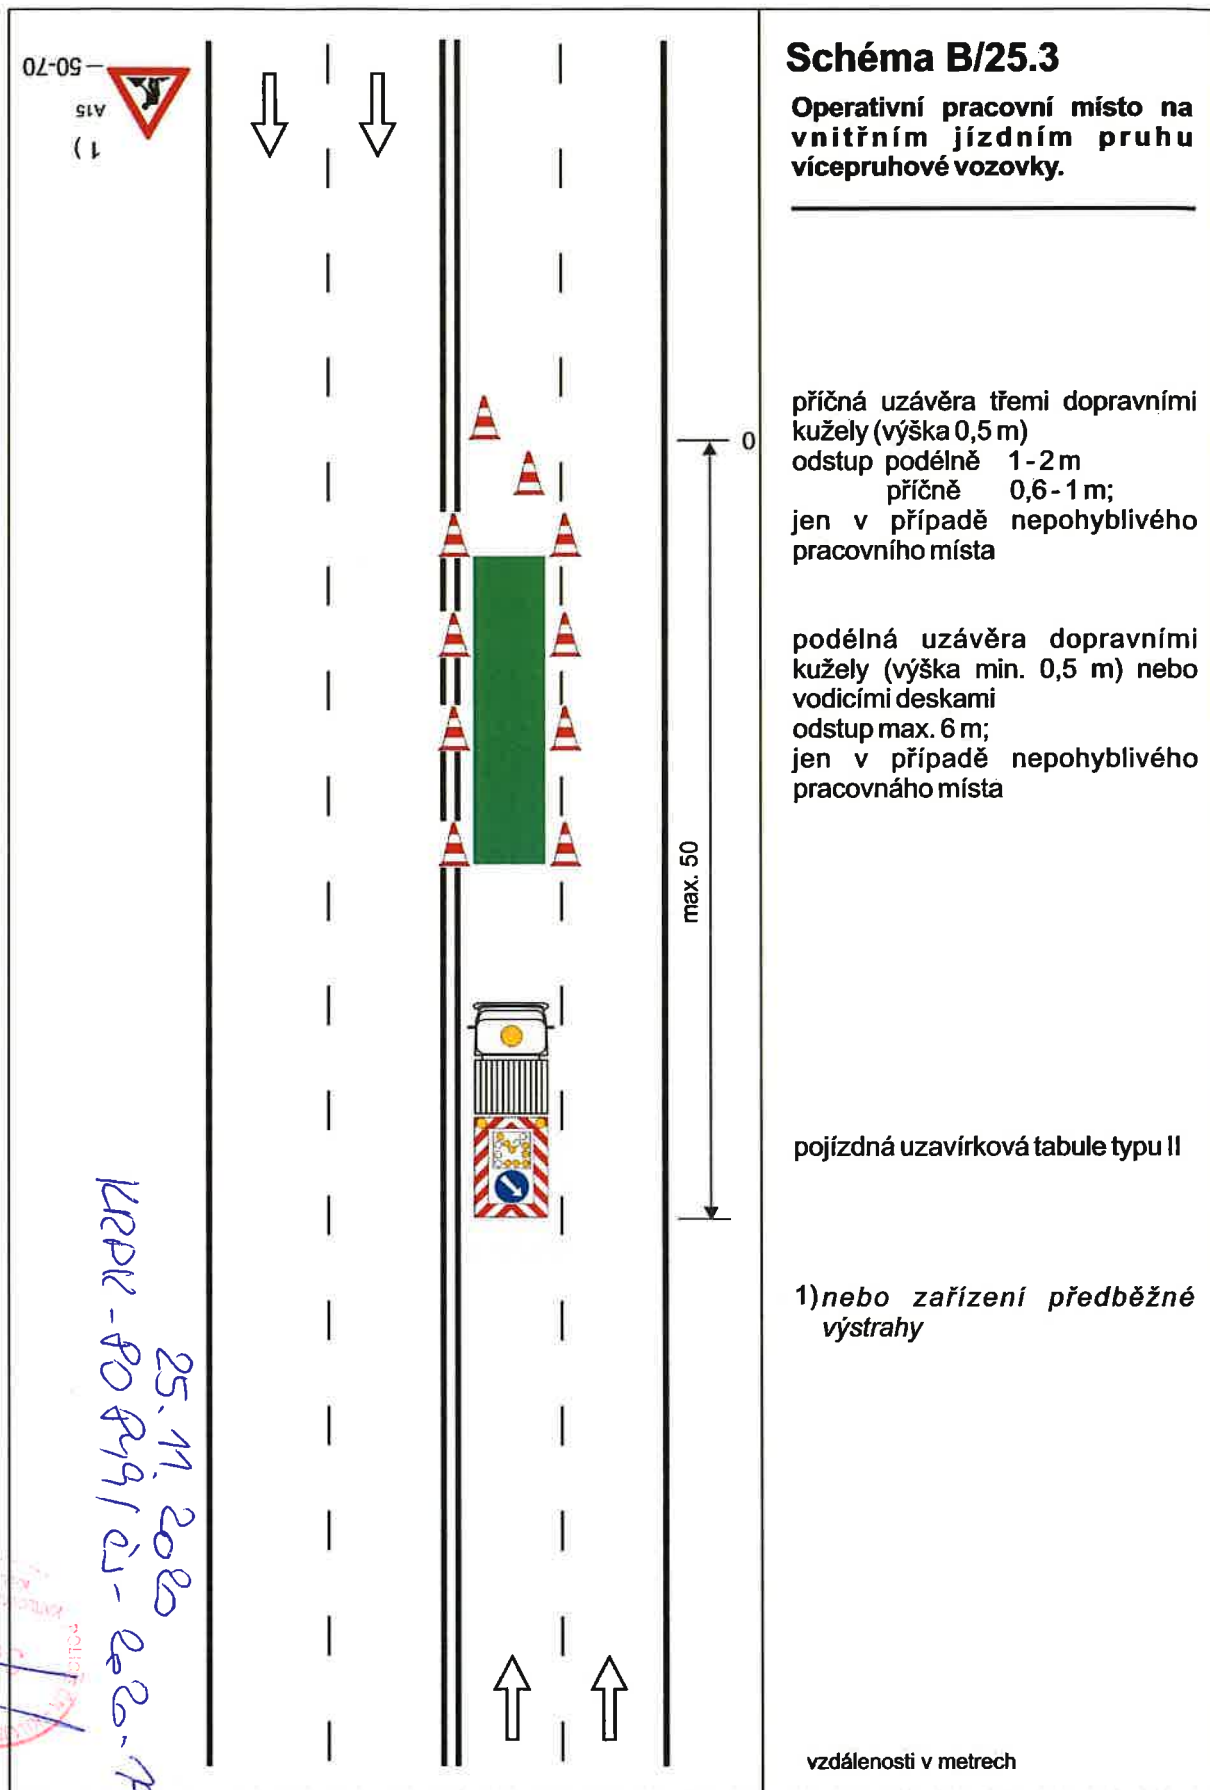 Schéma B/25.3
Operativní pracovní místo na
vnitřním jízdním pruhu
vícepruhové vozovky.
50-70
A15
1)
příčná uzávěra třemi dopravními
kužely (výška 0,5 m)
odstup podélně 1-2 m
příčně 0,6-1 m;
jen v případě nepohyblivého
pracovního místa
0
podélná uzávěra dopravními
kužely (výška min. 0,5 m) nebo
vodicími deskami
odstup max. 6 m;
jen v případě nepohyblivého
pracovnáho místa
max. 50
pojízdná uzavírková tabule typu II
1) nebo zařízení předběžné
výstrahy
25. 11. 2020
vzdálenosti v metrech